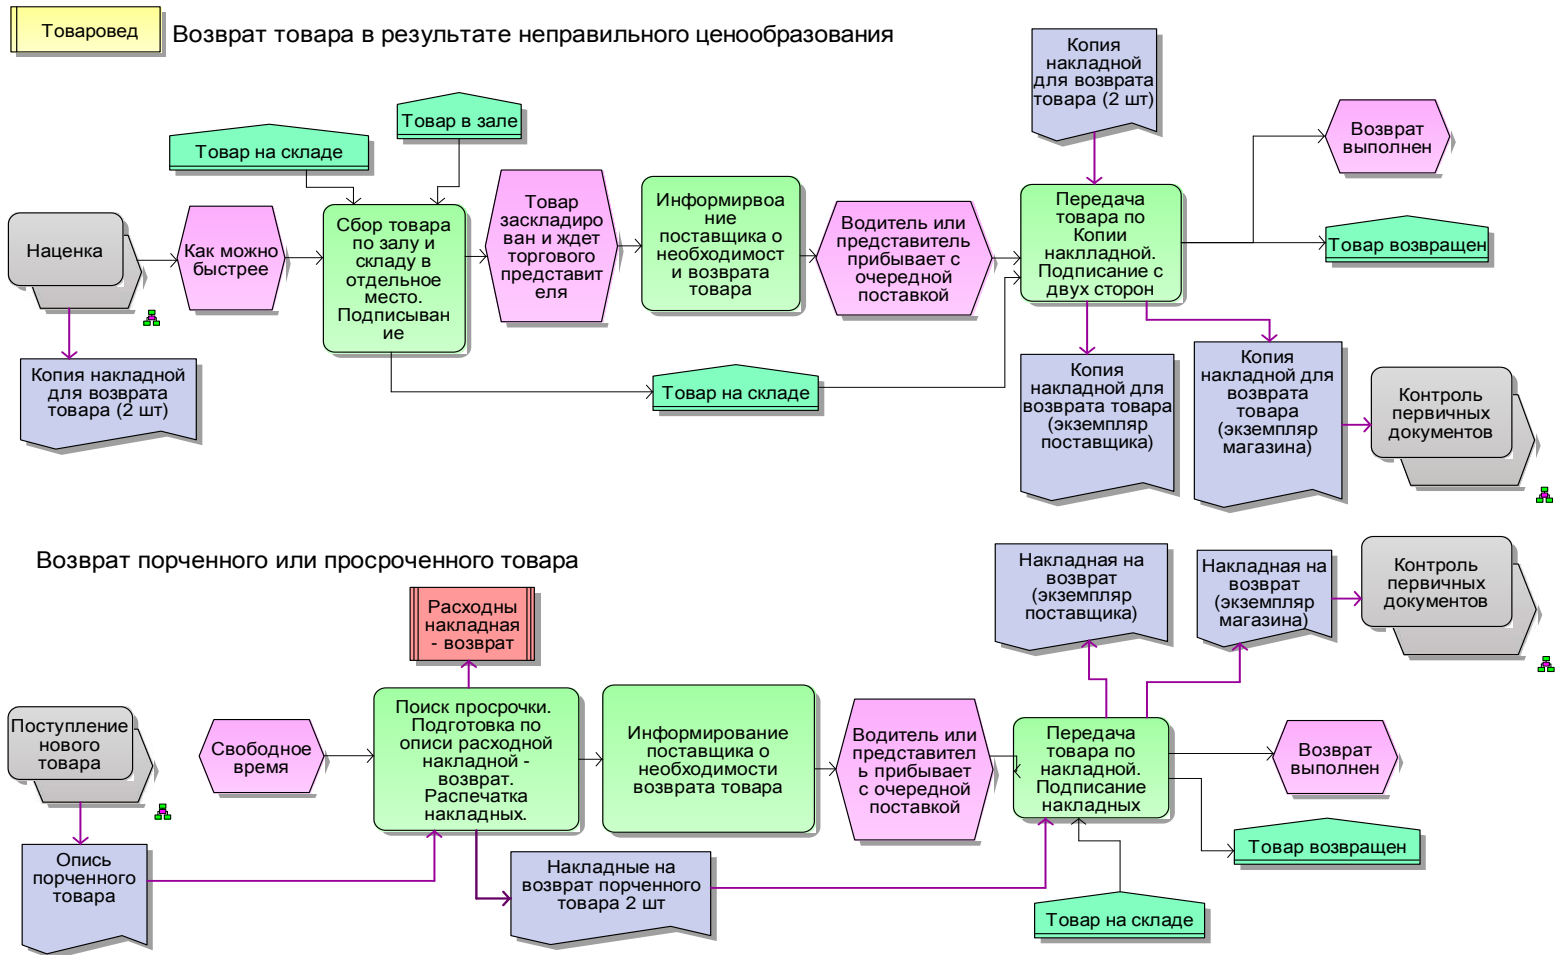 Товаровед
Возврат товара в результате неправильного ценообразования
Копия
накладной
для возврата
товара (2 шт)
Товар в зале
Товар на складе
Возврат
выполнен
Наценка
Как можно
быстрее
Сбор товара
по залу и
складу в
отдельное
место.
Подписыван
ие
Товар
заскладиро
ван и ждет
торгового
представит
еля
Информирвоа
ние
поставщика о
необходимост
и возврата
товара
Водитель или
представитель
прибывает с
очередной
поставкой
Передача
товара по
Копии
наклладной.
Подписание с
двух сторон
Товар возвращен
Копия накладной
для возврата
товара (2 шт)
Товар на складе
Копия
накладной для
возврата товара
(экземпляр
поставщика)
Копия
накладной для
возврата
товара
(экземпляр
магазина)
Контроль
первичных
документов
Возврат порченного или просроченного товара
Расходны
накладная
- возврат
Накладная на
возврат
(экземпляр
поставщика)
Накладная на
возврат
(экземпляр
магазина)
Контроль
первичных
документов
Поступление
нового
товара
Свободное
время
Поиск просрочки.
Подготовка по
описи расходной
накладной -
возврат.
Распечатка
накладных.
Информирование
поставщика о
необходимости
возврата товара
Водитель или
представител
ь прибывает
с очередной
поставкой
Передача
товара по
накладной.
Подписание
накладных
Возврат
выполнен
Товар возвращен
Опись
порченного
товара
Накладные на
возврат порченного
товара 2 шт
Товар на складе